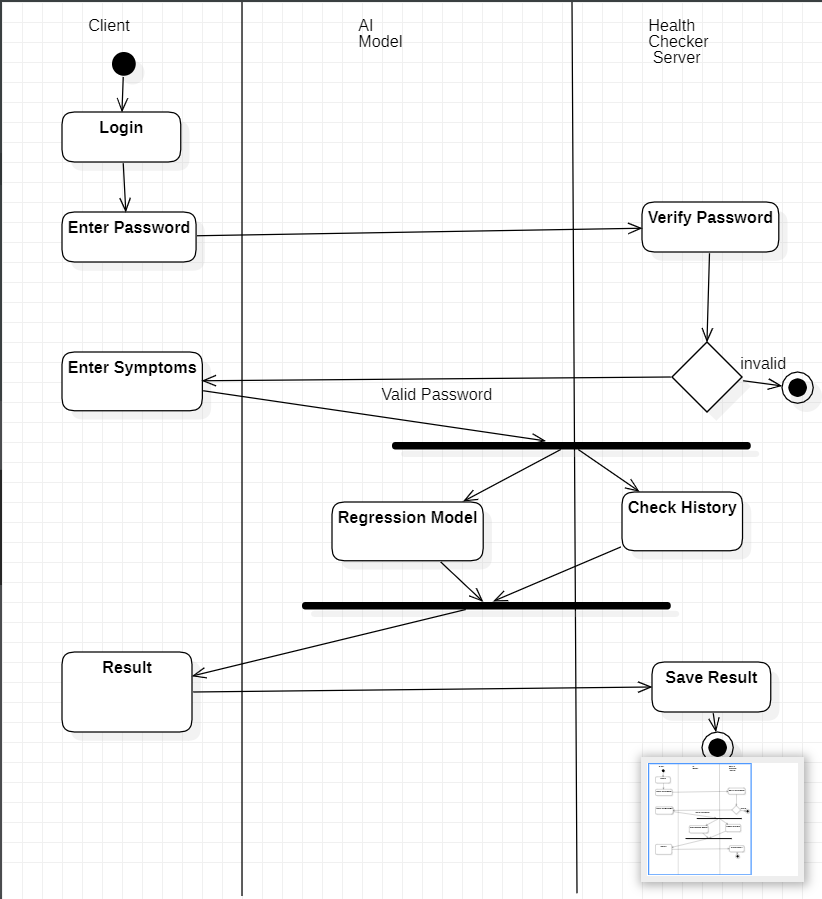 Client
AI
Model
Health
Checker
Server
Login
Enter Password
Verify Password
invalid
Enter Symptoms
Valid Password
Regression Model
Check History
Result
Save Result